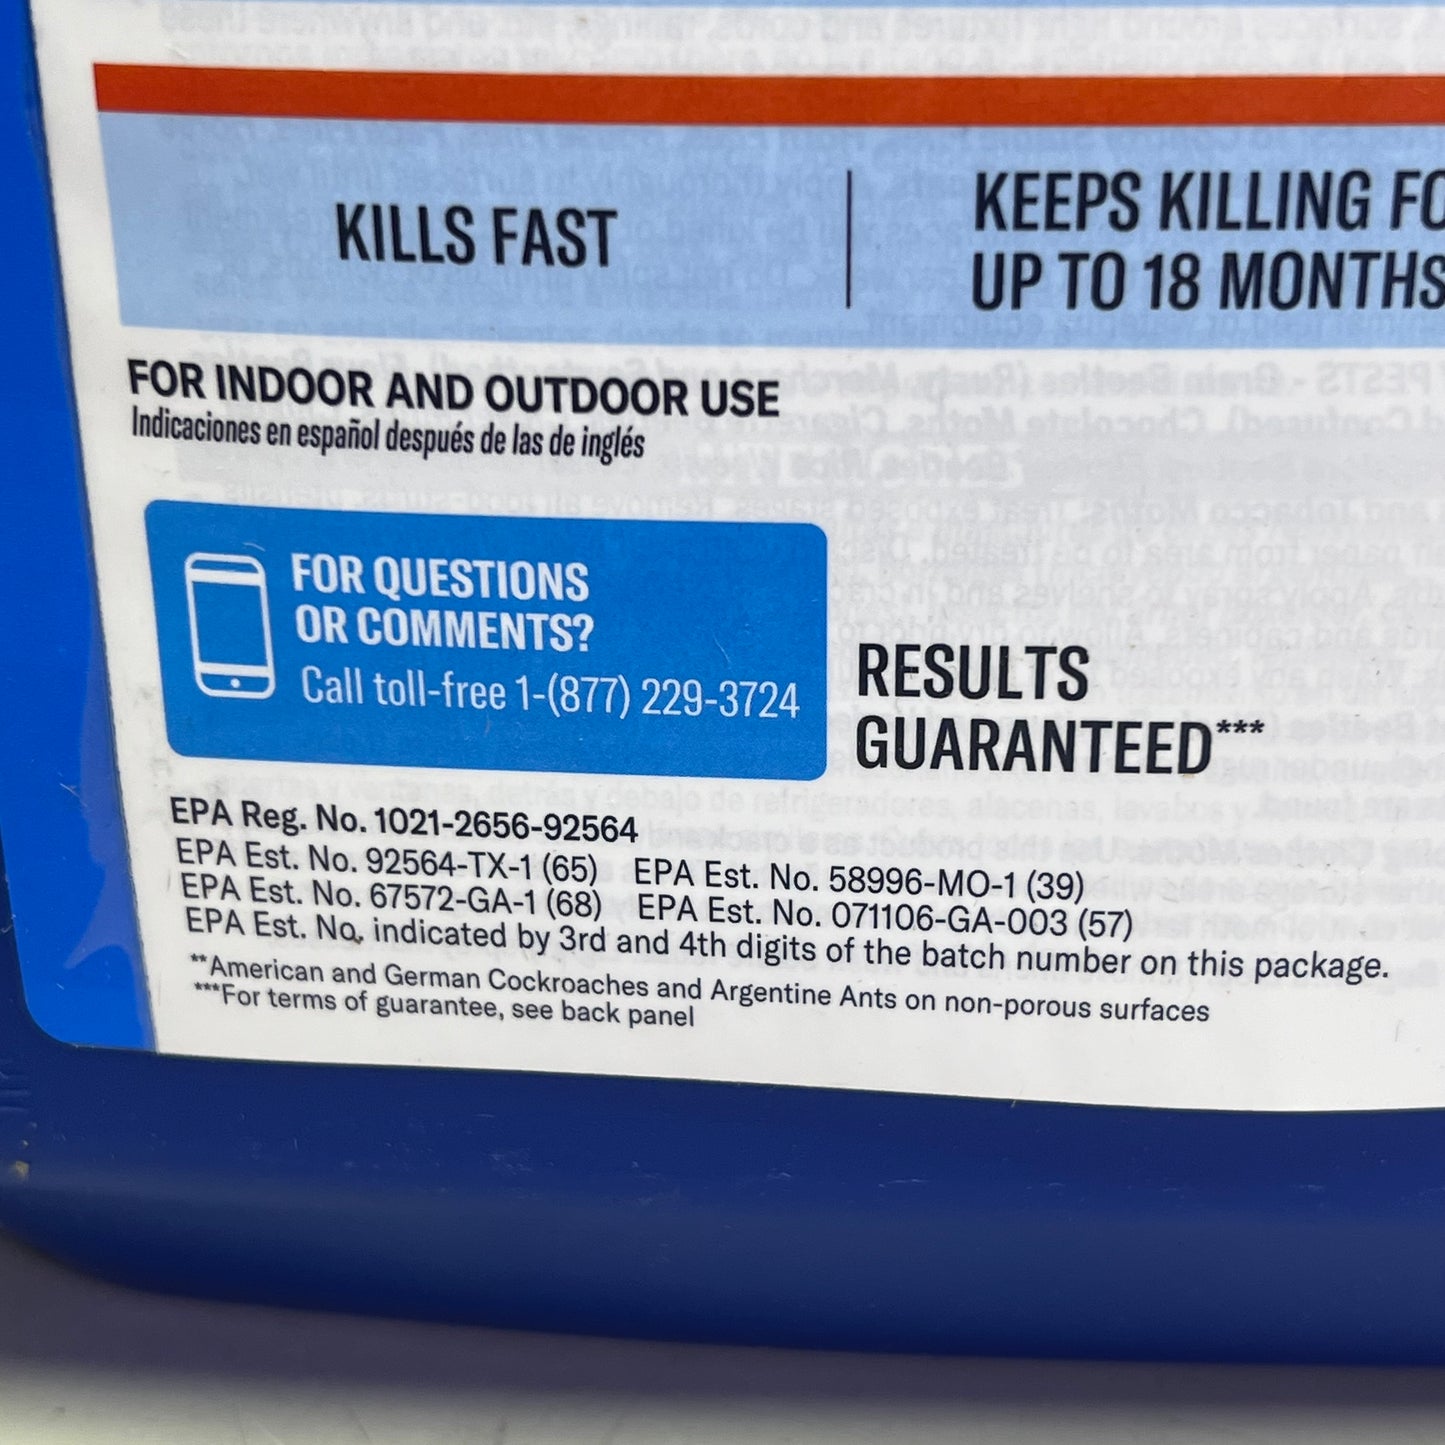 KILLS FAST
KEEPS KILLING FO
UP TO 18 MONTHS
FOR INDOOR AND OUTDOOR USE
Indicaciones en español después de las de inglés
FOR QUESTIONS
OR COMMENTS?
Call toll-free 1-(877) 229-3724
RESULTS
GUARANTEED***
EPA Reg. No. 1021-2656-92564
EPA Est. No. 92564-TX-1 (65) EPA Est. No. 58996-MO-1 (39)
EPA Est. No. 67572-GA-1 (68) EPA Est. No. 071106-GA-003 (57)
EPA Est. No. indicated by 3rd and 4th digits of the batch number on this package.
**American and German Cockroaches and Argentine Ants on non-porous surfaces
***For terms of guarantee, see back panel